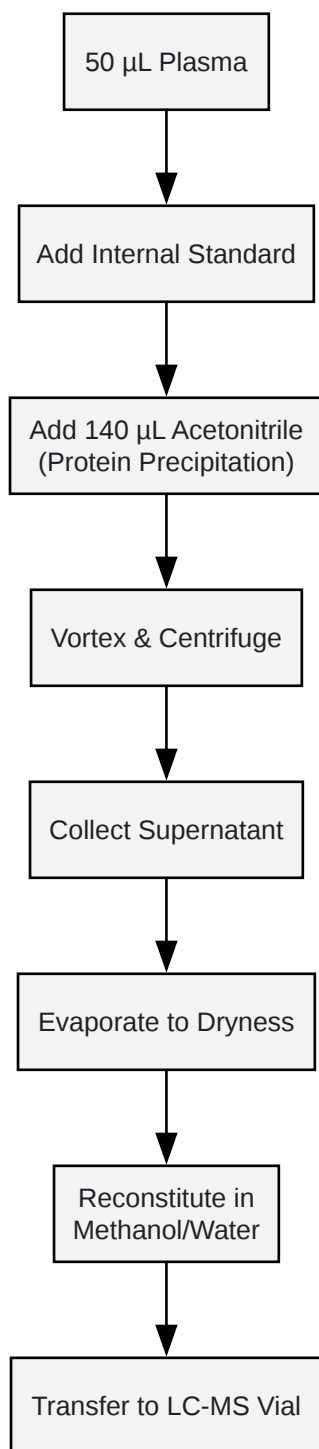 50 µL Plasma
Add Internal Standard
Add 140 µL Acetonitrile
(Protein Precipitation)
Vortex & Centrifuge
Collect Supernatant
Evaporate to Dryness
Reconstitute in
Methanol/Water
Transfer to LC-MS Vial